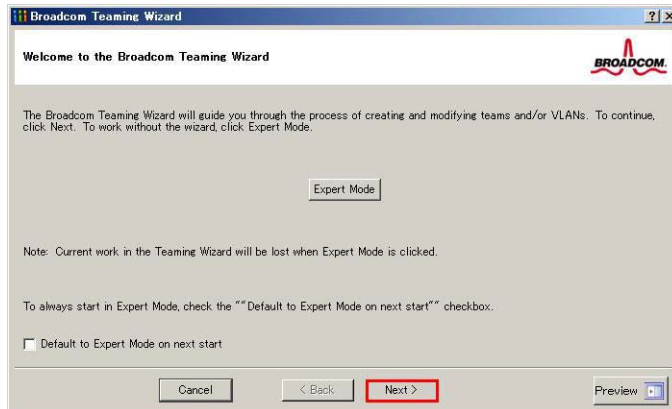 Broadcom Teaming Wizard
Welcome to the Broadcom Teaming Wizard
BROADCOM.
The Broadcom Teaming Wizard will guide you through the process of creating and modifying teams and/or VLANs. To continue,
click Next. To work without the wizard, click Expert Mode.
Expert Mode
Note: Current work in the Teaming Wizard will be lost when Expert Mode is clicked.
To always start in Expert Mode, check the ""Default to Expert Mode on next start"" checkbox.
Default to Expert Mode on next start
Cancel
< Back
Next >
Preview